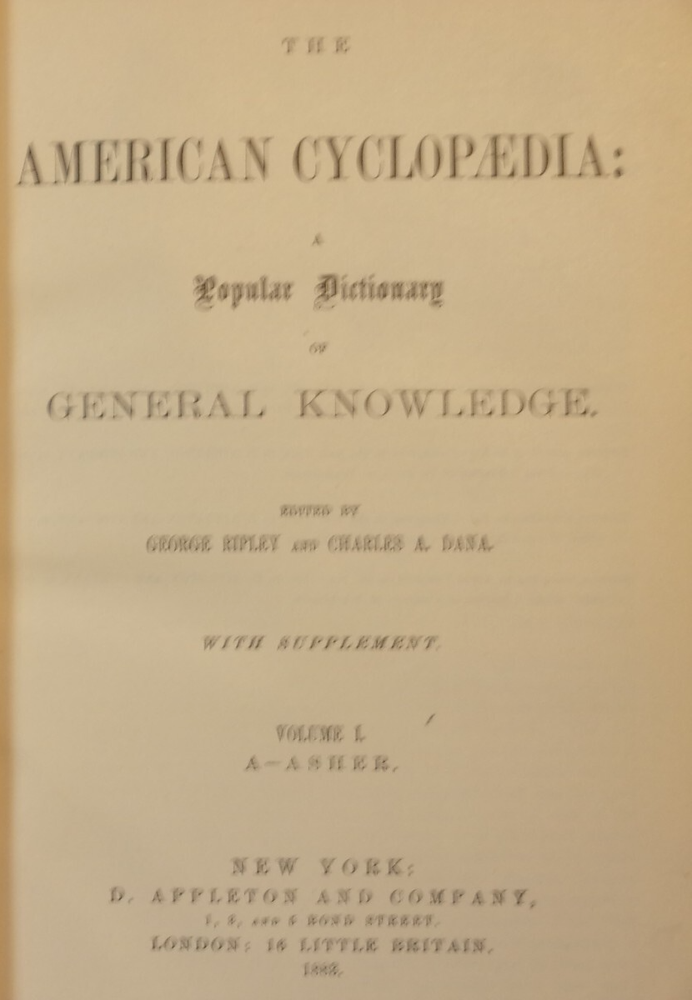 THE
AMERICAN CYCLOPÆDIA:
A
Popular Dictionary
OF
GENERAL KNOWLEDGE.
EDITED BY
GEORGE RIPLEY AND CHARLES A. DANA.
WITH SUPPLEMENT.
VOLUME I.
A–ASHER.
NEW YORK:
D. APPLETON AND COMPANY,
1, 3, AND 5 BOND STREET.
LONDON: 16 LITTLE BRITAIN.